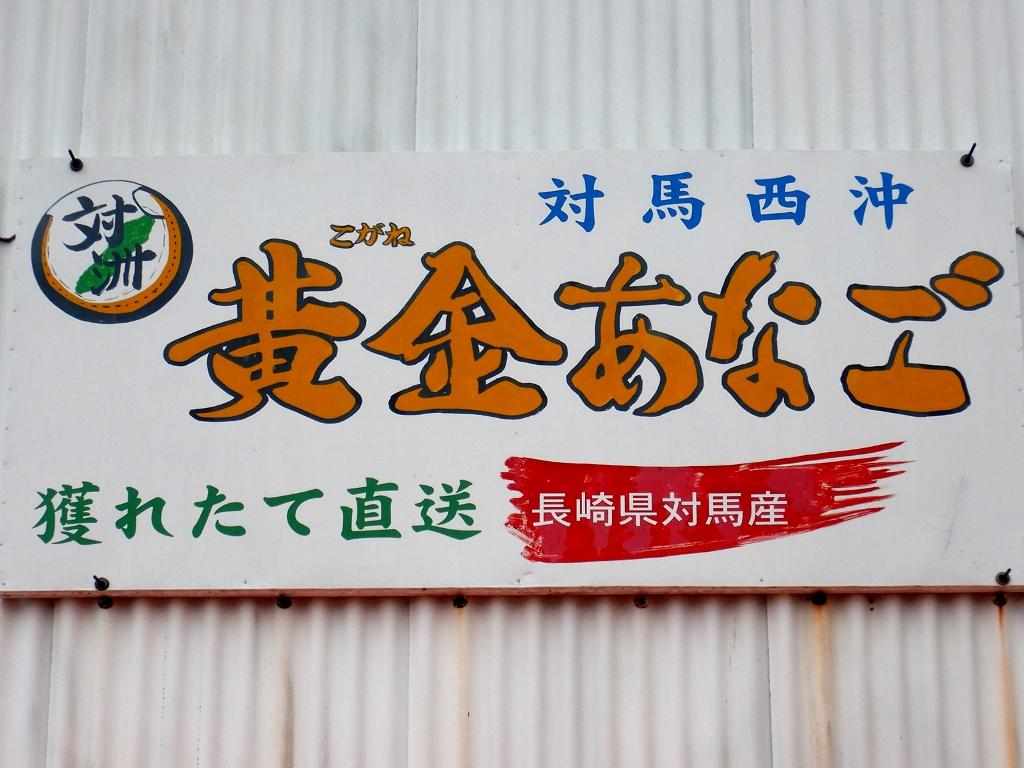 対馬西沖
対洲
こがね
黄金あなご
獲れたて直送
長崎県対馬産